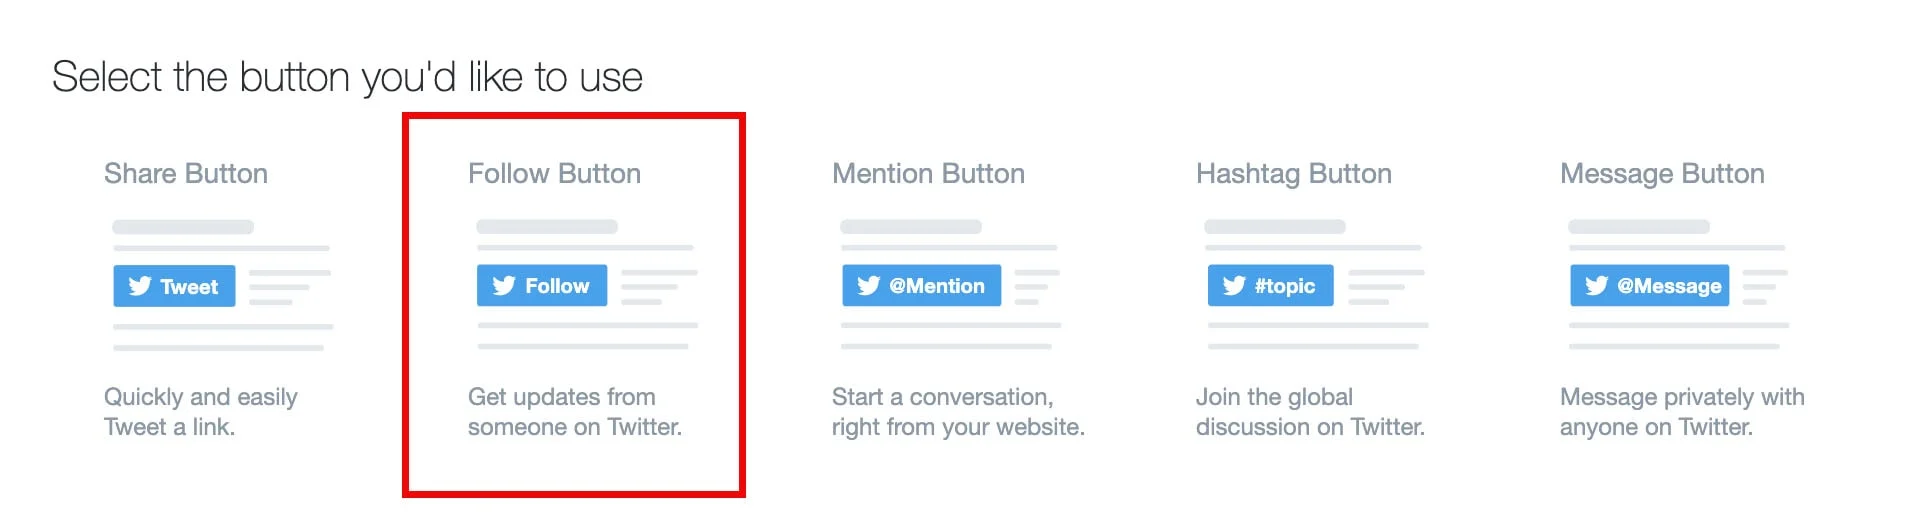 Select the button you'd like to use
Share Button
Tweet
Quickly and easily
Tweet a link.
Follow Button
Follow
Get updates from
someone on Twitter.
Mention Button
@Mention
Start a conversation,
right from your website.
Hashtag Button
#topic
Join the global
discussion on Twitter.
Message Button
@Message
Message privately with
anyone on Twitter.